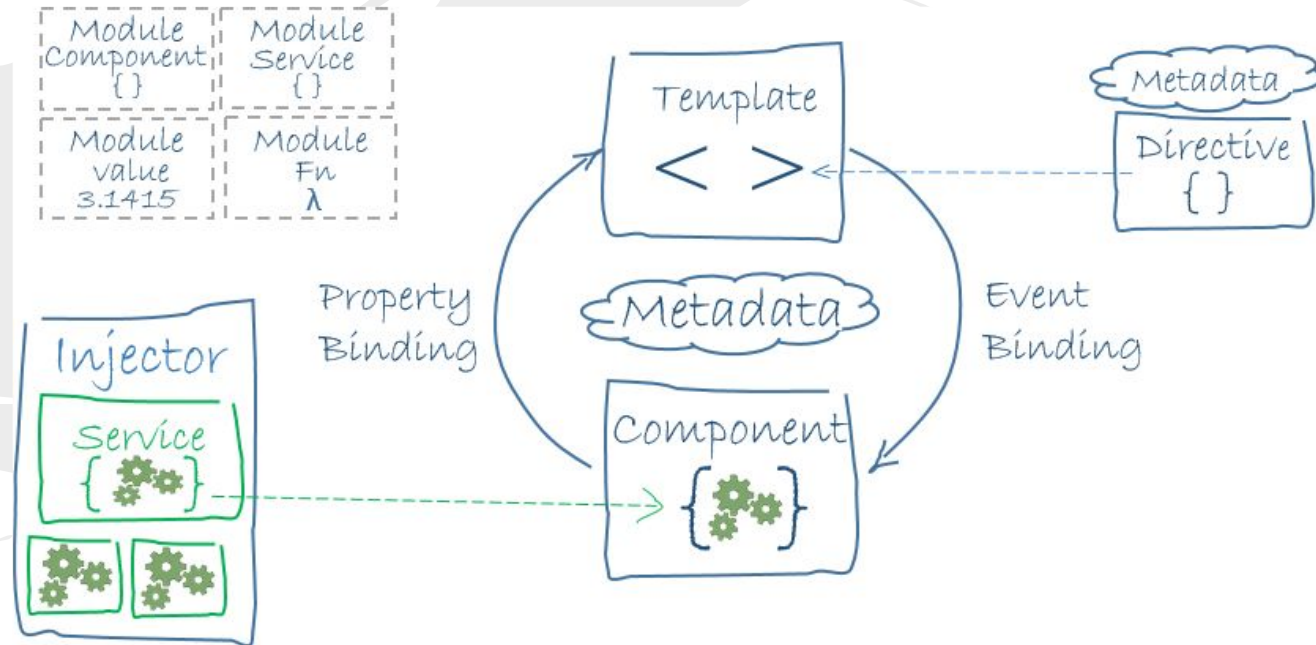 Module
Component
{ }
Module
Service
{ }
Module
value
3.1415
Module
Fn
λ
Template
< >
Metadata
Directive
{ }
Property
Binding
Metadata
Event
Binding
Injector
Service
{ }
Component
{ }